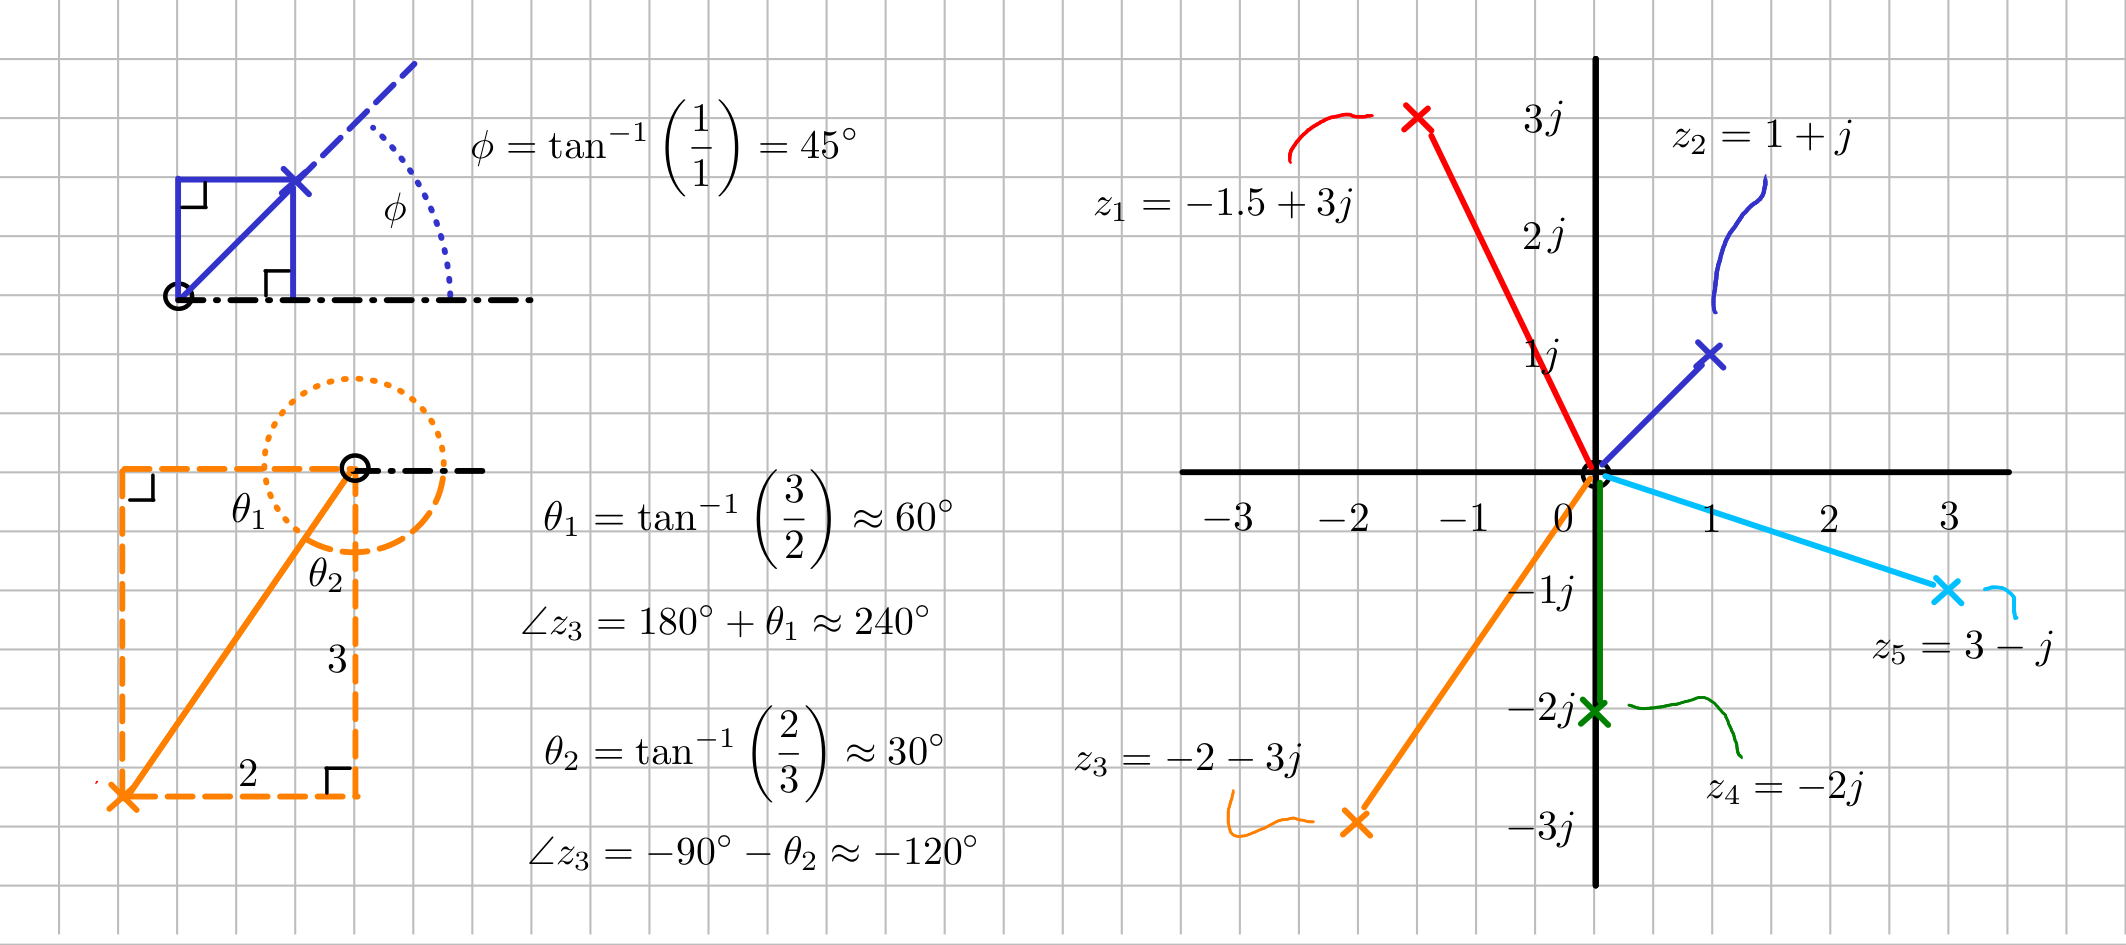 ϕ = tan⁻¹ (1/1) = 45°
ϕ
θ₁
θ₁ = tan⁻¹ (3/2) ≈ 60°
θ₂
∠z₃ = 180° + θ₁ ≈ 240°
3
2
θ₂ = tan⁻¹ (2/3) ≈ 30°
∠z₃ = −90° − θ₂ ≈ −120°
3j
z₂ = 1 + j
z₁ = −1.5 + 3j
2j
1j
−3 −2 −1 0 1 2 3
−1j
z₅ = 3 − j
−2j
z₃ = −2 − 3j
z₄ = −2j
−3j